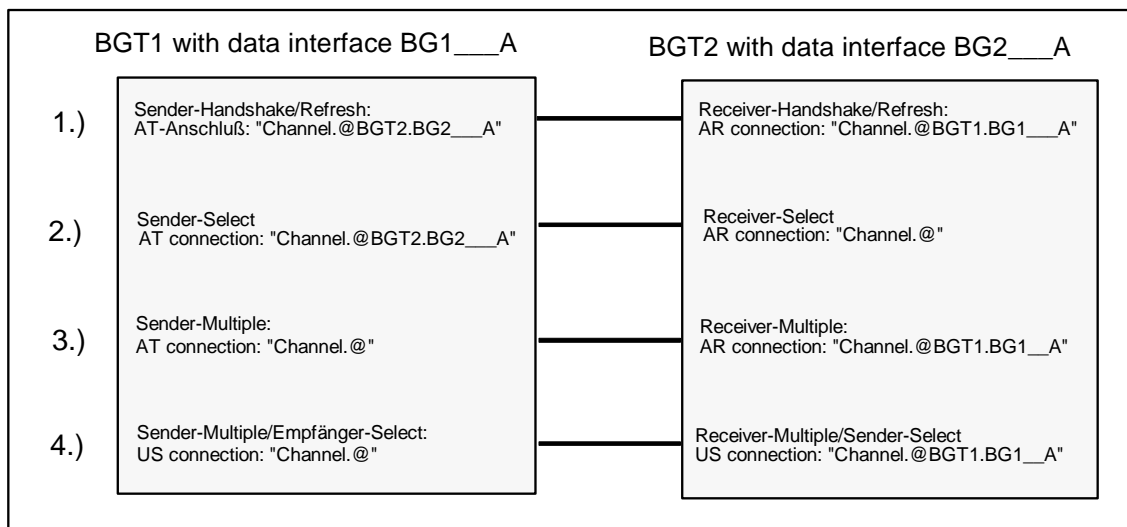 BGT1 with data interface BG1___A
BGT2 with data interface BG2___A
1.)
Sender-Handshake/Refresh:
AT-Anschluß: "Channel.@BGT2.BG2___A"
Receiver-Handshake/Refresh:
AR connection: "Channel.@BGT1.BG1___A"
2.)
Sender-Select
AT connection: "Channel.@BGT2.BG2___A"
Receiver-Select
AR connection: "Channel.@"
3.)
Sender-Multiple:
AT connection: "Channel.@"
Receiver-Multiple:
AR connection: "Channel.@BGT1.BG1__A"
4.)
Sender-Multiple/Empfänger-Select:
US connection: "Channel.@"
Receiver-Multiple/Sender-Select
US connection: "Channel.@BGT1.BG1__A"